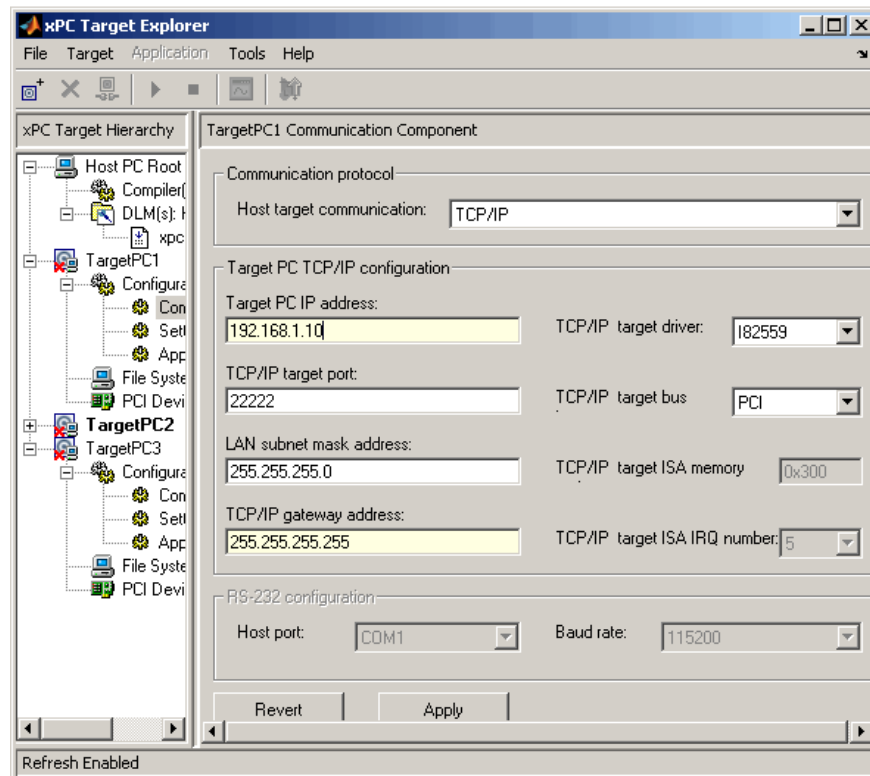 xPC Target Explorer
File Target Application Tools Help
xPC Target Hierarchy
TargetPC1 Communication Component
Host PC Root
Compiler(
DLM(s): H
xpc
TargetPC1
Configura
Con
Sett
App
File Syste
PCI Devi
TargetPC2
TargetPC3
Configura
Con
Sett
App
File Syste
PCI Devi
Communication protocol
Host target communication: TCP/IP
Target PC TCP/IP configuration
Target PC IP address:
192.168.1.10
TCP/IP target driver: I82559
TCP/IP target port:
22222
TCP/IP target bus PCI
LAN subnet mask address:
255.255.255.0
TCP/IP target ISA memory 0x300
TCP/IP gateway address:
255.255.255.255
TCP/IP target ISA IRQ number: 5
RS-232 configuration
Host port: COM1 Baud rate: 115200
Revert Apply
Refresh Enabled